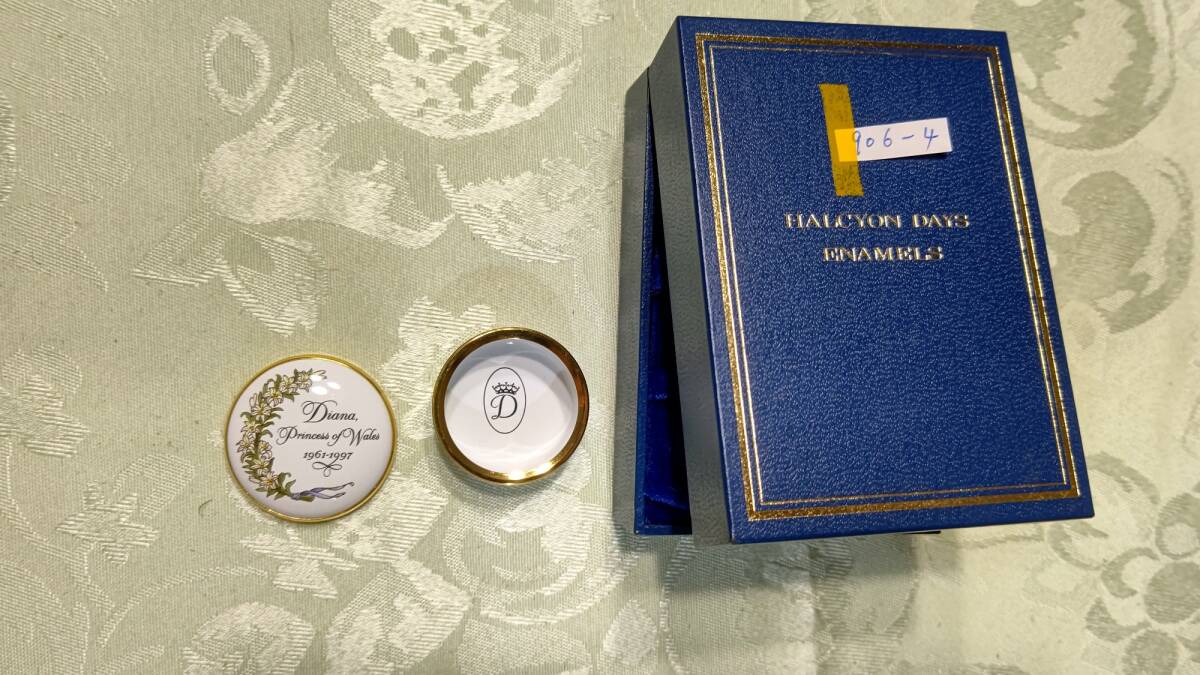 Diana,
Princess of Wales
1961-1997
D
906-4
HALCYON DAYS
ENAMELS